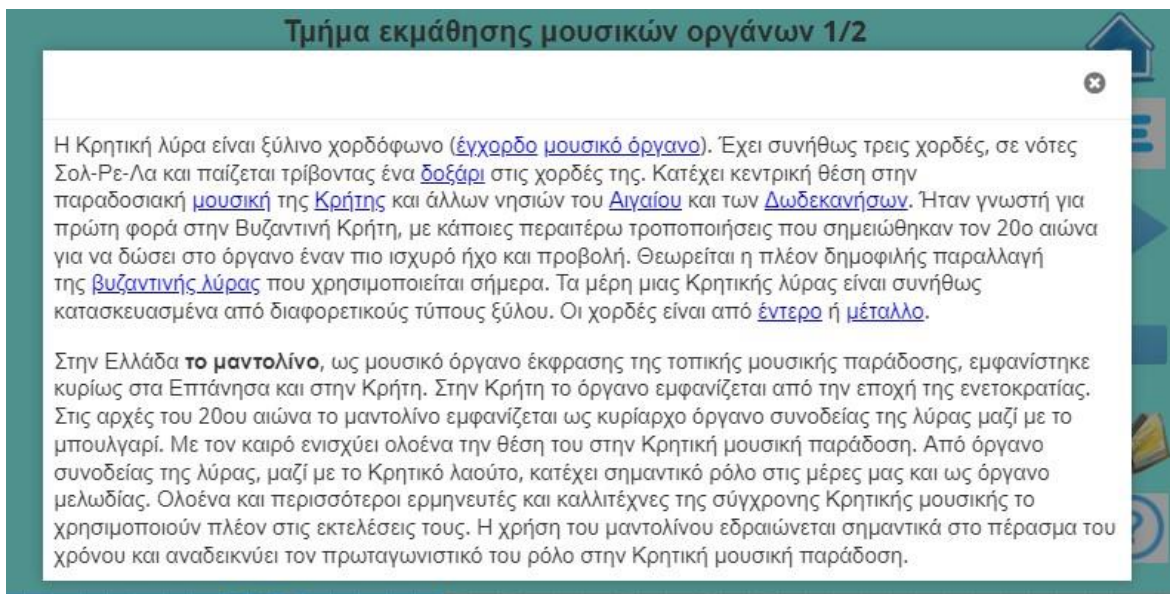 Τμήμα εκμάθησης μουσικών οργάνων 1/2
Η Κρητική λύρα είναι ξύλινο χορδόφωνο (έγχορδο μουσικό όργανο). Έχει συνήθως τρεις χορδές, σε νότες
Σολ-Ρε-Λα και παίζεται τρίβοντας ένα δοξάρι στις χορδές της. Κατέχει κεντρική θέση στην
παραδοσιακή μουσική της Κρήτης και άλλων νησιών του Αιγαίου και των Δωδεκανήσων. Ήταν γνωστή για
πρώτη φορά στην Βυζαντινή Κρήτη, με κάποιες περαιτέρω τροποποιήσεις που σημειώθηκαν τον 20ο αιώνα
για να δώσει στο όργανο έναν πιο ισχυρό ήχο και προβολή. Θεωρείται η πλέον δημοφιλής παραλλαγή
της βυζαντινής λύρας που χρησιμοποιείται σήμερα. Τα μέρη μιας Κρητικής λύρας είναι συνήθως
κατασκευασμένα από διαφορετικούς τύπους ξύλου. Οι χορδές είναι από έντερο ή μέταλλο.
Στην Ελλάδα το μαντολίνο, ως μουσικό όργανο έκφρασης της τοπικής μουσικής παράδοσης, εμφανίστηκε
κυρίως στα Επτάνησα και στην Κρήτη. Στην Κρήτη το όργανο εμφανίζεται από την εποχή της ενετοκρατίας.
Στις αρχές του 20ου αιώνα το μαντολίνο εμφανίζεται ως κυρίαρχο όργανο συνοδείας της λύρας μαζί με το
μπουλγαρί. Με τον καιρό ενισχύει ολοένα την θέση του στην Κρητική μουσική παράδοση. Από όργανο
συνοδείας της λύρας, μαζί με το Κρητικό λαούτο, κατέχει σημαντικό ρόλο στις μέρες μας και ως όργανο
μελωδίας. Ολοένα και περισσότεροι ερμηνευτές και καλλιτέχνες της σύγχρονης Κρητικής μουσικής το
χρησιμοποιούν πλέον στις εκτελέσεις τους. Η χρήση του μαντολίνου εδραιώνεται σημαντικά στο πέρασμα του
χρόνου και αναδεικνύει τον πρωταγωνιστικό του ρόλο στην Κρητική μουσική παράδοση.